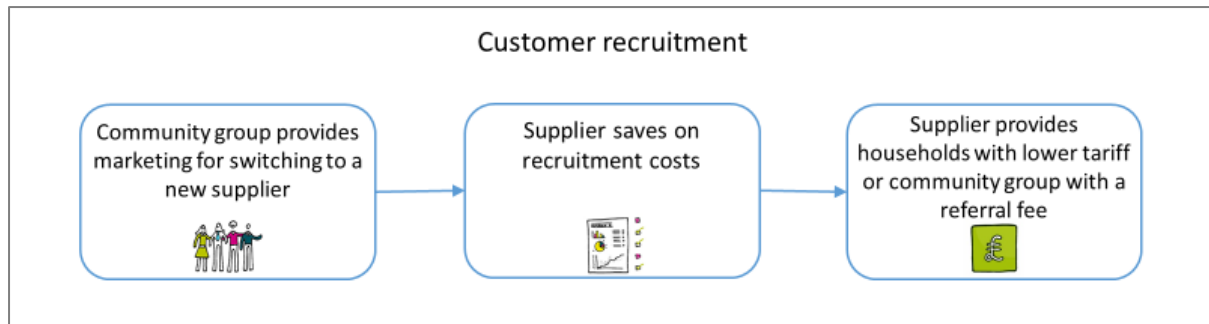 Customer recruitment
Community group provides
marketing for switching to a
new supplier
Supplier saves on
recruitment costs
Supplier provides
households with lower tariff
or community group with a
referral fee
£